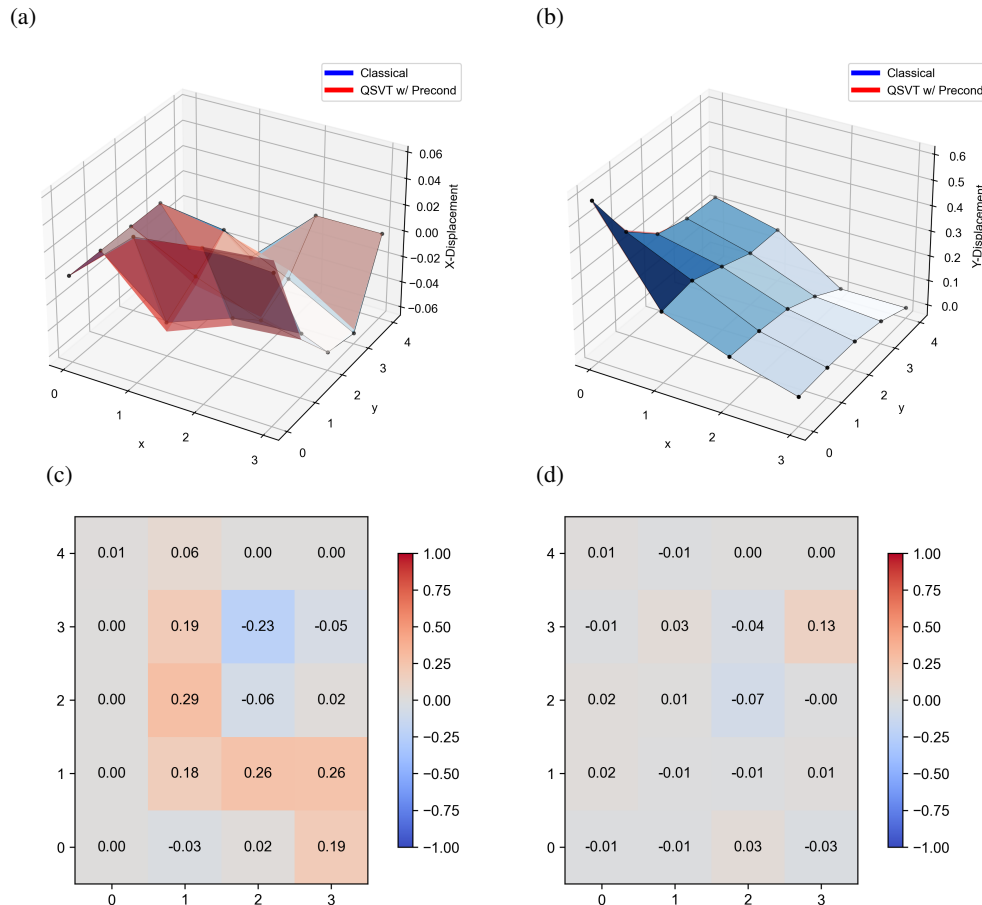 (a)
(b)
Classical
QSVT w/ Precond
Classical
QSVT w/ Precond
0.06
0.04
0.02
0.00
−0.02
−0.04
−0.06
X-Displacement
0.6
0.5
0.4
0.3
0.2
0.1
0.0
Y-Displacement
0
1
2
3
x
0
1
2
3
4
y
0
1
2
3
x
0
1
2
3
4
y
(c)
(d)
4 0.01 0.06 0.00 0.00
3 0.00 0.19 -0.23 -0.05
2 0.00 0.29 -0.06 0.02
1 0.00 0.18 0.26 0.26
0 0.00 -0.03 0.02 0.19
0 1 2 3
1.00
0.75
0.50
0.25
0.00
−0.25
−0.50
−0.75
−1.00
4 0.01 -0.01 0.00 0.00
3 -0.01 0.03 -0.04 0.13
2 0.02 0.01 -0.07 -0.00
1 0.02 -0.01 -0.01 0.01
0 -0.01 -0.01 0.03 -0.03
0 1 2 3
1.00
0.75
0.50
0.25
0.00
−0.25
−0.50
−0.75
−1.00